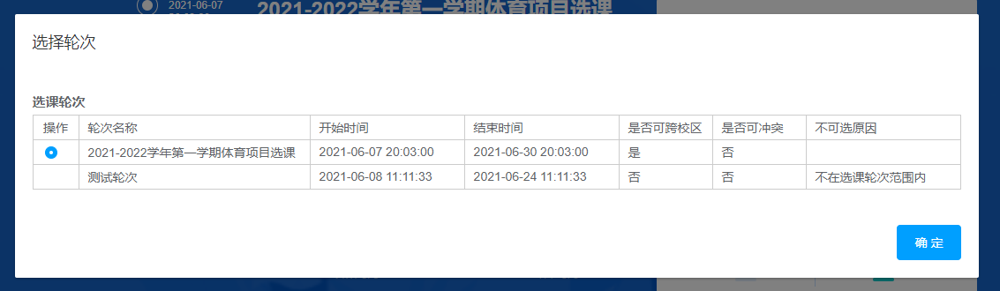 2021-06-07
2021-2022学年第一学期体育项目选课
选择轮次
选课轮次
操作 轮次名称 开始时间 结束时间 是否可跨校区 是否可冲突 不可选原因
2021-2022学年第一学期体育项目选课 2021-06-07 20:03:00 2021-06-30 20:03:00 是 否
测试轮次 2021-06-08 11:11:33 2021-06-24 11:11:33 否 否 不在选课轮次范围内
确 定